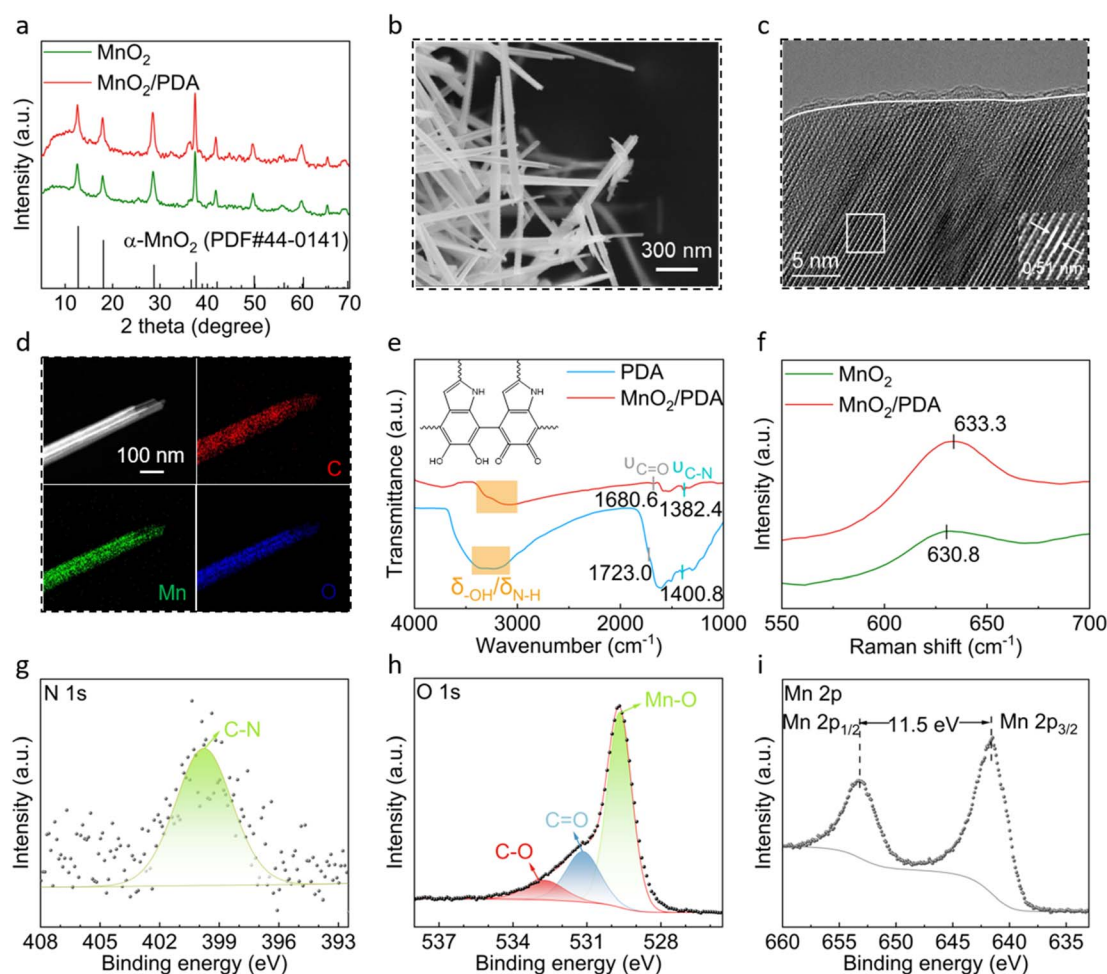 a
MnO₂
MnO₂/PDA
Intensity (a.u.)
α-MnO₂ (PDF#44-0141)
10 20 30 40 50 60 70
2 theta (degree)
b
300 nm
c
5 nm
0.51 nm
d
100 nm
C
Mn
O
e
PDA
MnO₂/PDA
Transmittance (a.u.)
NH NH
HO OH O O
υC=O
υC-N
1680.6
1382.4
1723.0
1400.8
δ-OH/δN-H
4000 3000 2000 1000
Wavenumber (cm⁻¹)
f
MnO₂
MnO₂/PDA
Intensity (a.u.)
633.3
630.8
550 600 650 700
Raman shift (cm⁻¹)
g
N 1s
C-N
Intensity (a.u.)
408 405 402 399 396 393
Binding energy (eV)
h
O 1s
Mn-O
C=O
C-O
Intensity (a.u.)
537 534 531 528
Binding energy (eV)
i
Mn 2p
Mn 2p₁/₂
11.5 eV
Mn 2p₃/₂
Intensity (a.u.)
660 655 650 645 640 635
Binding energy (eV)